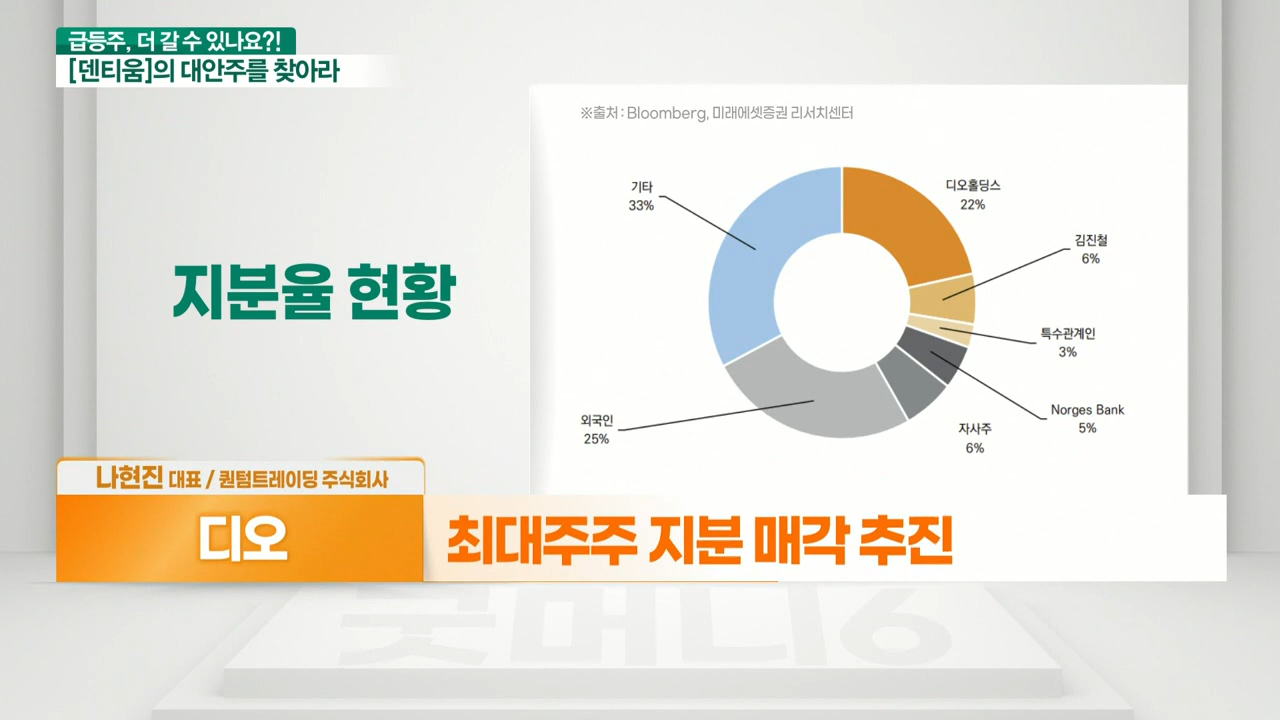 급등주, 더 갈 수 있나요?!
[덴티움]의 대안주를 찾아라
※출처 : Bloomberg, 미래에셋증권 리서치센터
지분율 현황
기타
33%
디오홀딩스
22%
김진철
6%
특수관계인
3%
Norges Bank
5%
자사주
6%
외국인
25%
나현진 대표 / 퀀텀트레이딩 주식회사
디오
최대주주 지분 매각 추진
굿머니6